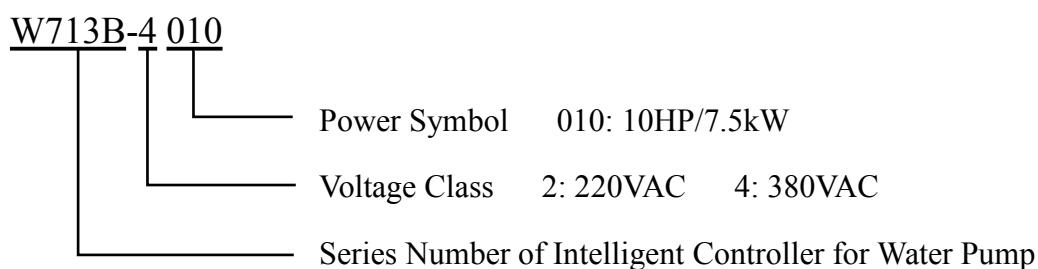 W713B-4 010
Power Symbol 010: 10HP/7.5kW
Voltage Class 2: 220VAC 4: 380VAC
Series Number of Intelligent Controller for Water Pump